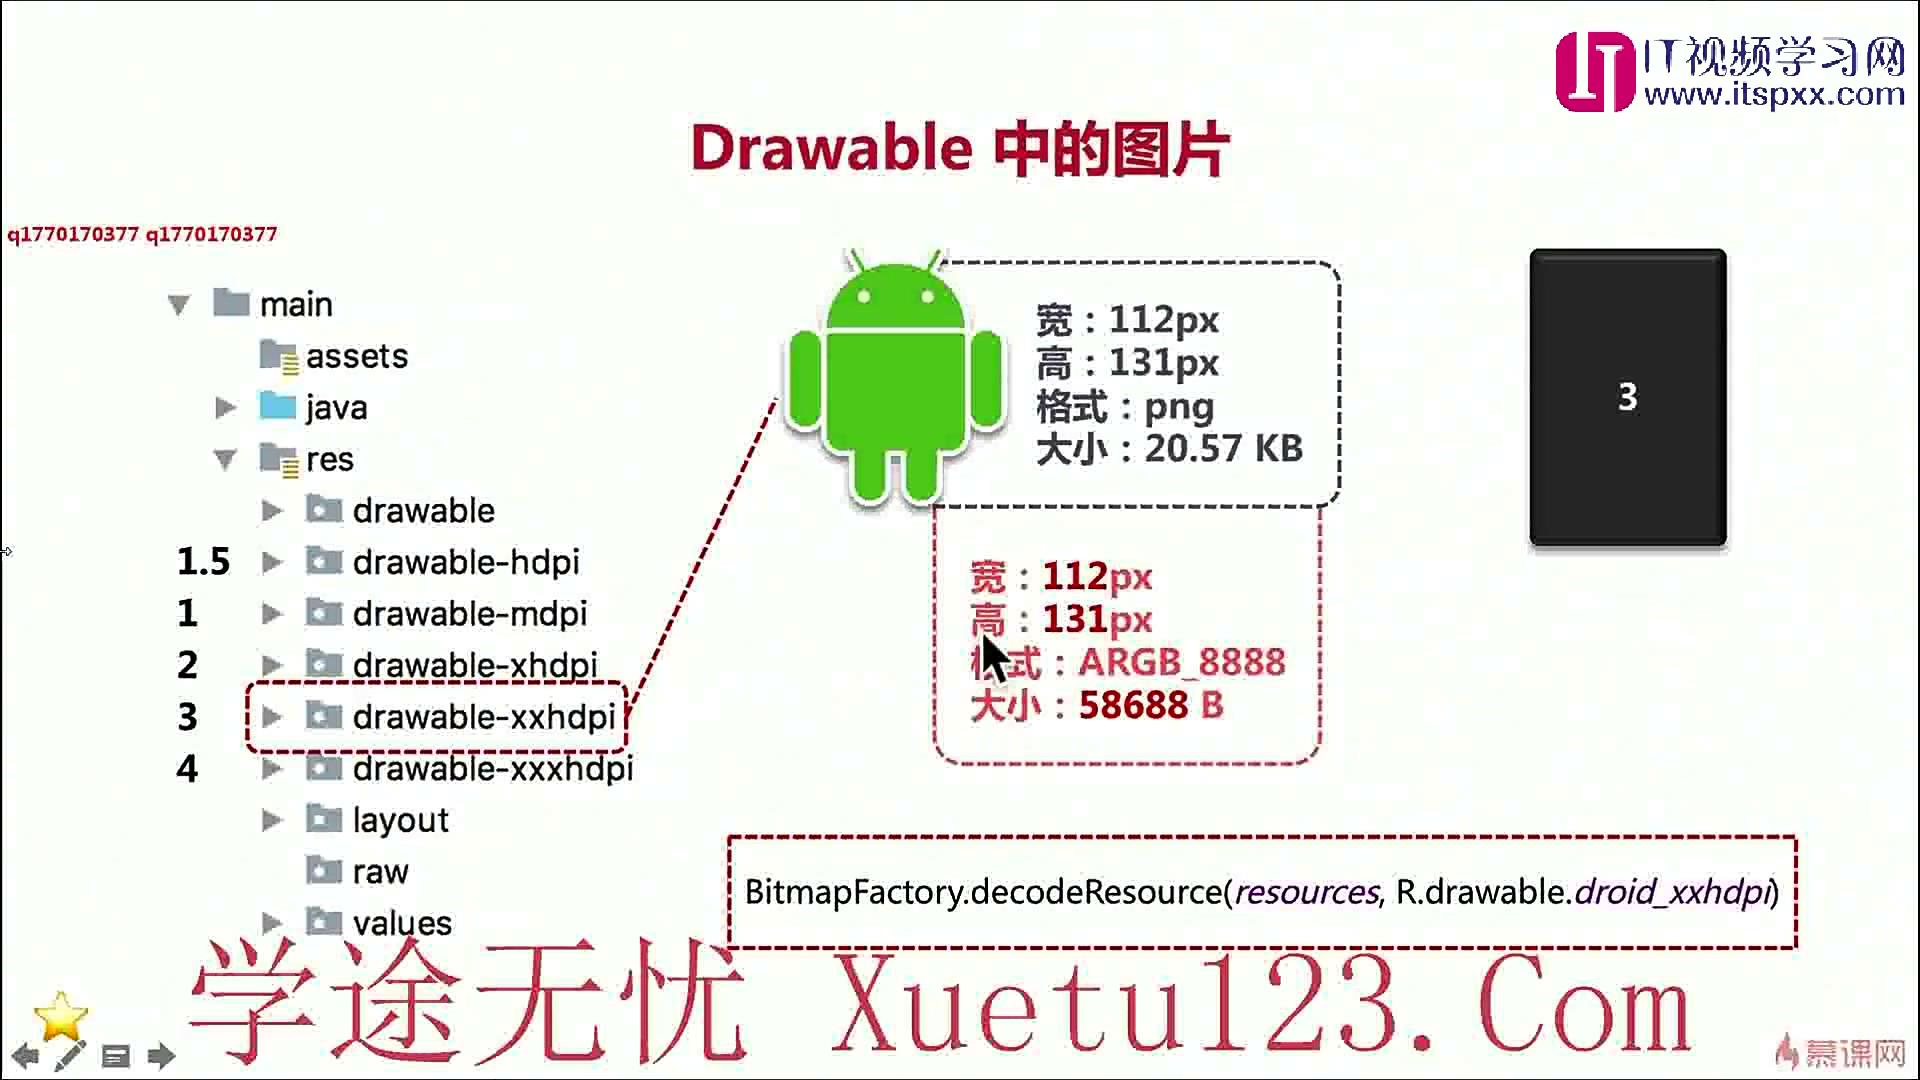 IT视频学习网
www.itspxx.com
Drawable 中的图片
q1770170377 q1770170377
main
assets
java
res
drawable
1.5 drawable-hdpi
1 drawable-mdpi
2 drawable-xhdpi
3 drawable-xxhdpi
4 drawable-xxxhdpi
layout
raw
values
宽：112px
高：131px
格式：png
大小：20.57 KB
3
宽：112px
高：131px
格式：ARGB_8888
大小：58688 B
BitmapFactory.decodeResource(resources, R.drawable.droid_xxhdpi)
学途无忧 Xuetu123.Com
慕课网